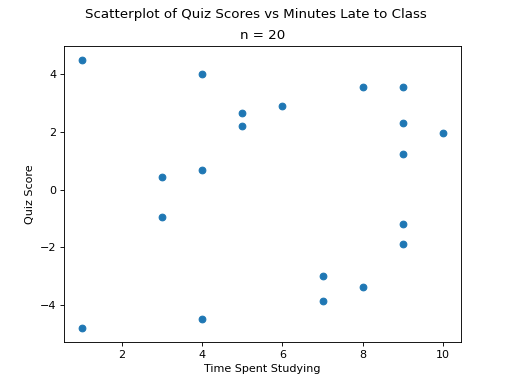 Scatterplot of Quiz Scores vs Minutes Late to Class
n = 20
4
2
0
−2
−4
Quiz Score
2 4 6 8 10
Time Spent Studying